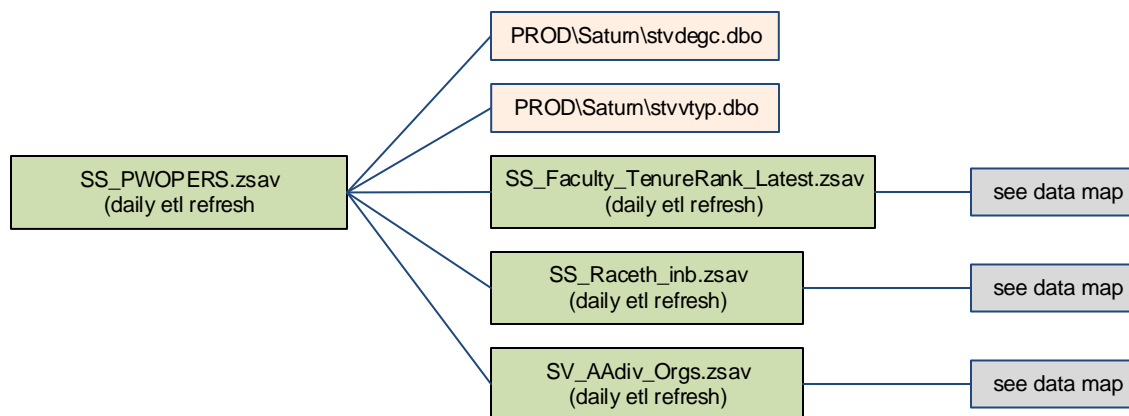 PROD\Saturn\stvdegc.dbo
PROD\Saturn\stvvtyp.dbo
SS_PWOPERS.zsav
(daily etl refresh
SS_Faculty_TenureRank_Latest.zsav
(daily etl refresh)
see data map
SS_Raceth_inb.zsav
(daily etl refresh)
see data map
SV_AAdiv_Orgs.zsav
(daily etl refresh)
see data map